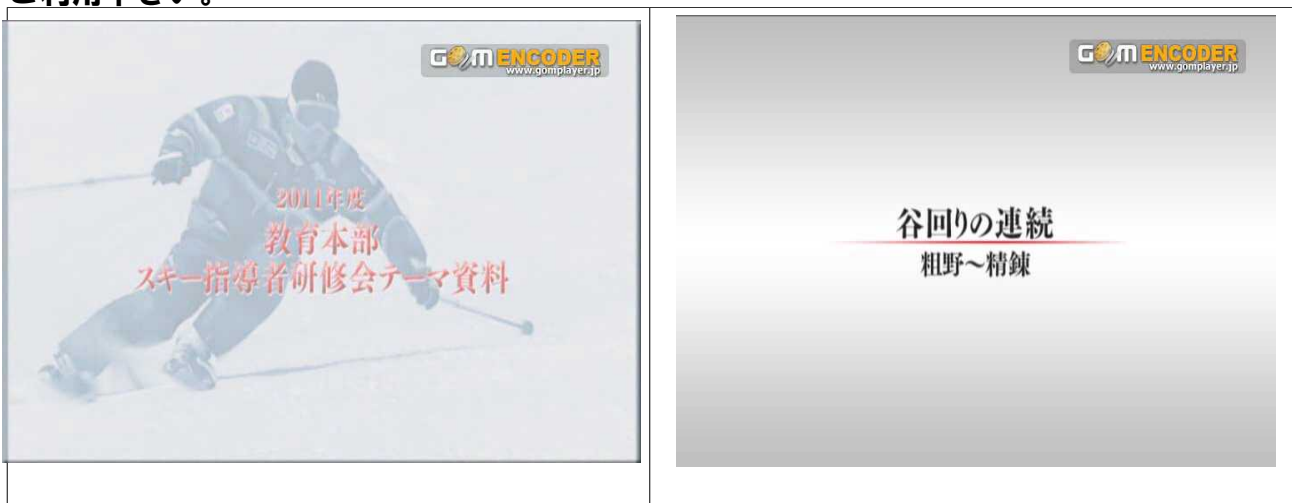 ご利用下さい。
GOM ENCODER
www.gomplayer.jp
2011年度
教育本部
スキー指導者研修会テーマ資料
GOM ENCODER
www.gomplayer.jp
谷回りの連続
粗野〜精錬